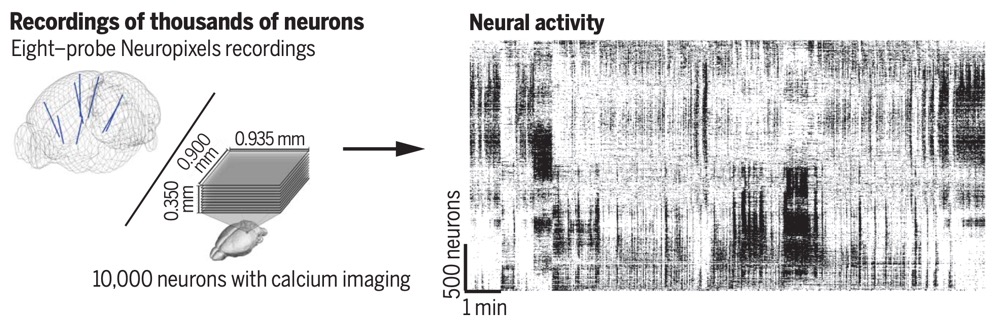 Recordings of thousands of neurons
Eight–probe Neuropixels recordings
0.935 mm
0.900
mm
0.350
mm
10,000 neurons with calcium imaging
Neural activity
500 neurons
1 min